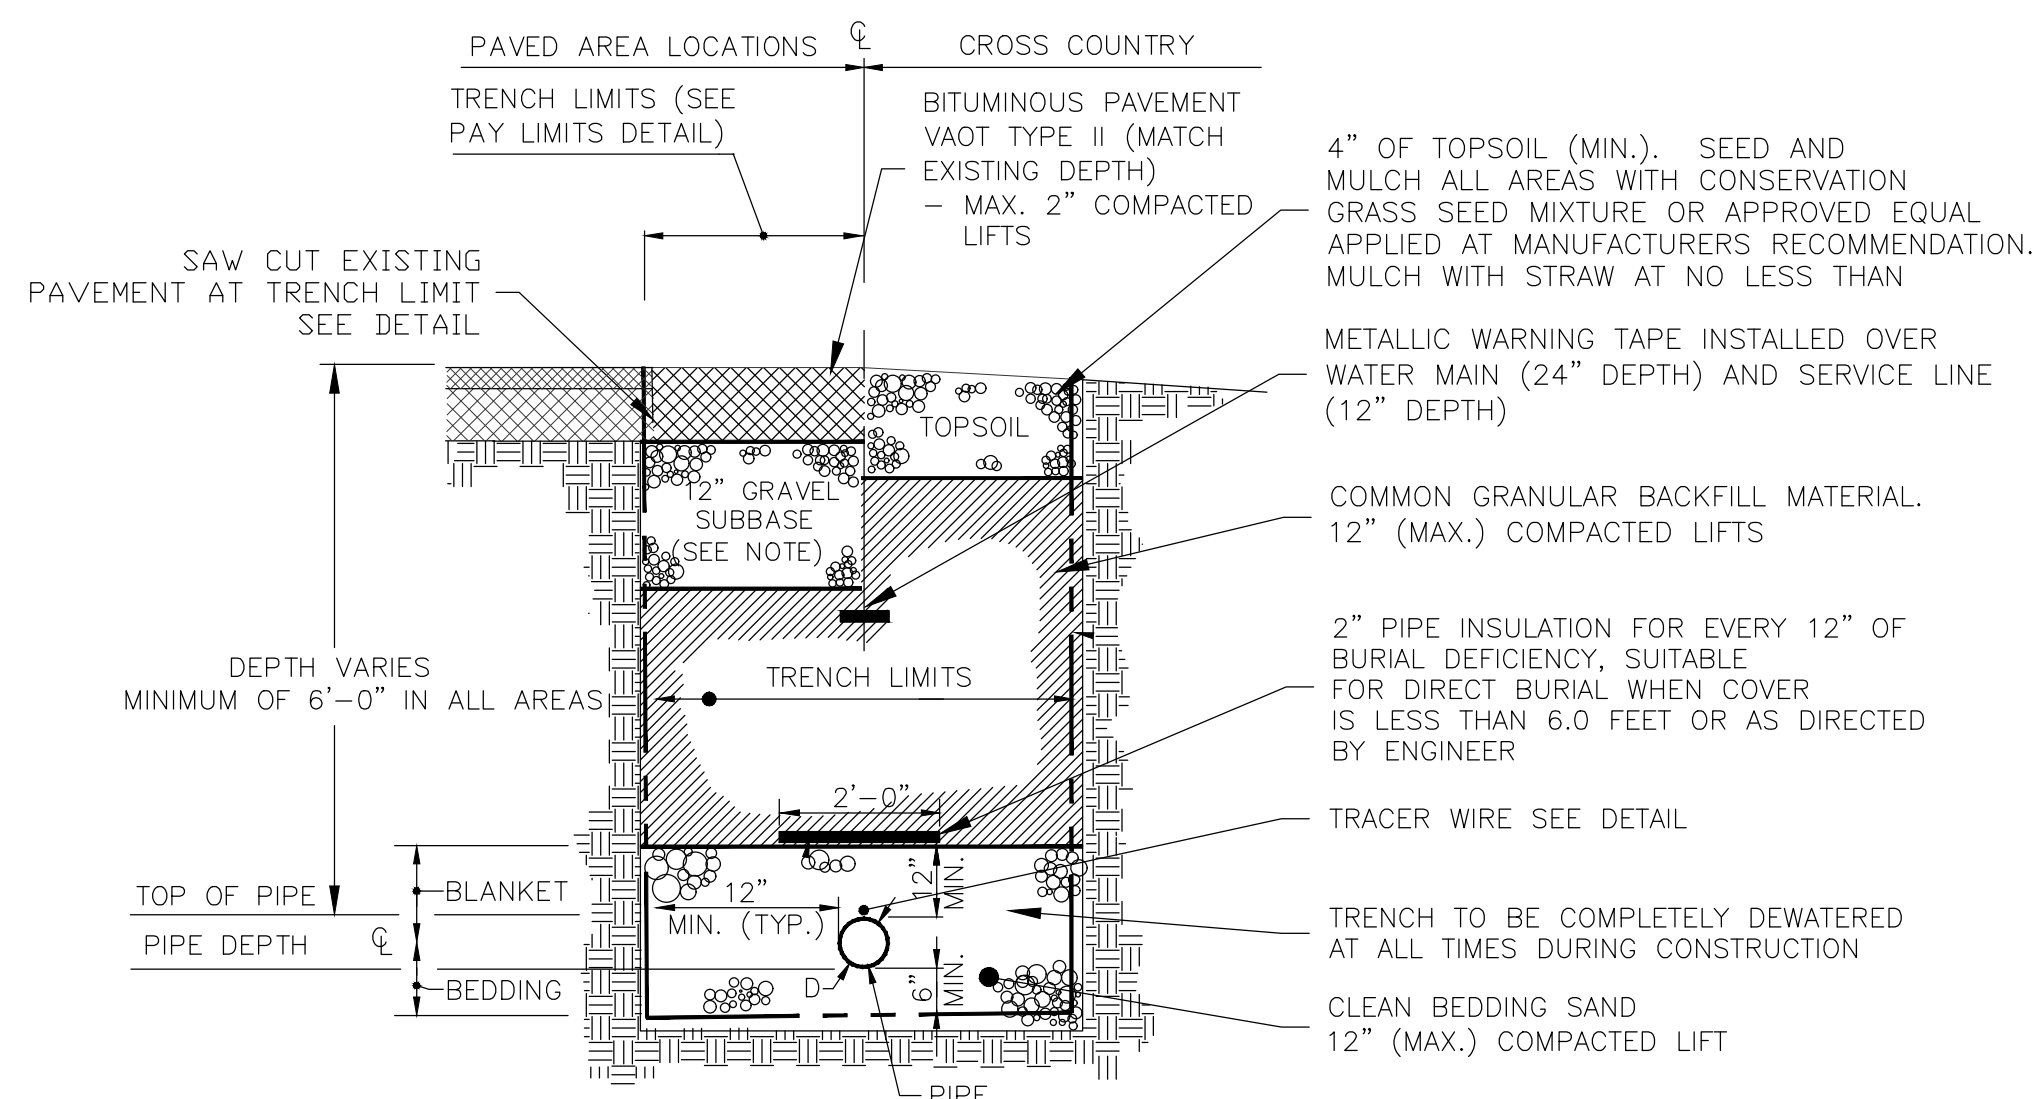 PAVED AREA LOCATIONS
℄
CROSS COUNTRY
TRENCH LIMITS (SEE
PAY LIMITS DETAIL)
BITUMINOUS PAVEMENT
VAOT TYPE II (MATCH
EXISTING DEPTH)
– MAX. 2" COMPACTED
LIFTS
4" OF TOPSOIL (MIN.). SEED AND
MULCH ALL AREAS WITH CONSERVATION
GRASS SEED MIXTURE OR APPROVED EQUAL
APPLIED AT MANUFACTURERS RECOMMENDATION.
MULCH WITH STRAW AT NO LESS THAN
SAW CUT EXISTING
PAVEMENT AT TRENCH LIMIT
SEE DETAIL
METALLIC WARNING TAPE INSTALLED OVER
WATER MAIN (24" DEPTH) AND SERVICE LINE
(12" DEPTH)
TOPSOIL
12" GRAVEL
SUBBASE
(SEE NOTE)
COMMON GRANULAR BACKFILL MATERIAL.
12" (MAX.) COMPACTED LIFTS
DEPTH VARIES
MINIMUM OF 6'–0" IN ALL AREAS
TRENCH LIMITS
2" PIPE INSULATION FOR EVERY 12" OF
BURIAL DEFICIENCY, SUITABLE
FOR DIRECT BURIAL WHEN COVER
IS LESS THAN 6.0 FEET OR AS DIRECTED
BY ENGINEER
2'–0"
TRACER WIRE SEE DETAIL
TOP OF PIPE
BLANKET
12"
MIN. (TYP.)
12"
MIN.
TRENCH TO BE COMPLETELY DEWATERED
AT ALL TIMES DURING CONSTRUCTION
PIPE DEPTH
℄
BEDDING
D
6"
MIN.
CLEAN BEDDING SAND
12" (MAX.) COMPACTED LIFT
PIPE